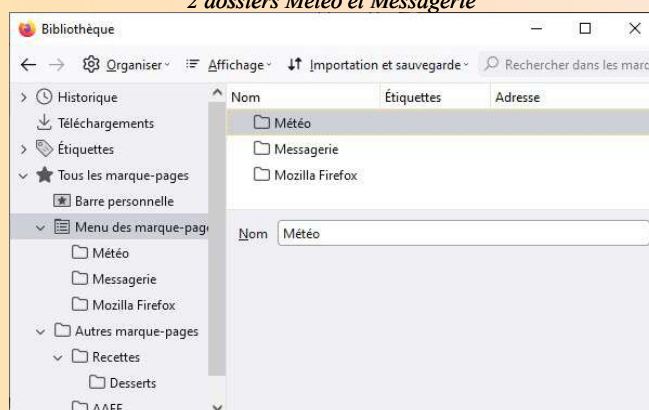 2 dossiers Météo et Messagerie
Bibliothèque
Organiser Affichage Importation et sauvegarde Rechercher dans les marq
Historique
Téléchargements
Étiquettes
Tous les marque-pages
Barre personnelle
Menu des marque-page
Météo
Messagerie
Mozilla Firefox
Autres marque-pages
Recettes
Desserts
AAFF
Nom Étiquettes Adresse
Météo
Messagerie
Mozilla Firefox
Nom Météo